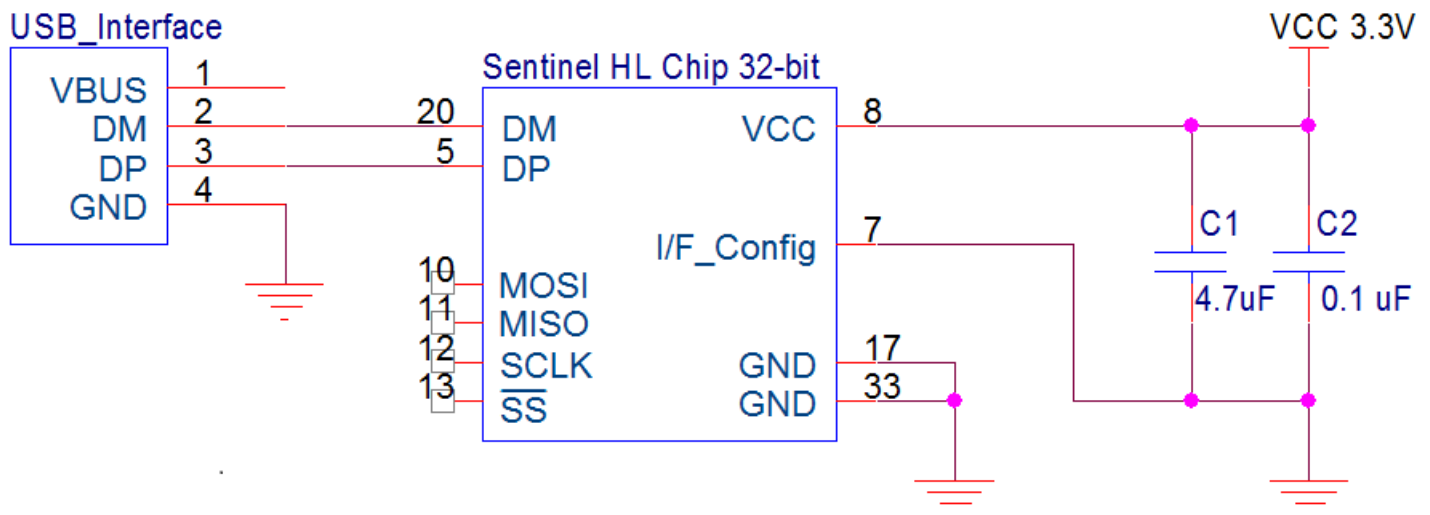 USB_Interface
VBUS 1
DM 2
DP 3
GND 4
Sentinel HL Chip 32-bit
20 DM
5 DP
10 MOSI
11 MISO
12 SCLK
13 SS
VCC 8
I/F_Config 7
GND 17
GND 33
VCC 3.3V
C1
4.7uF
C2
0.1 uF